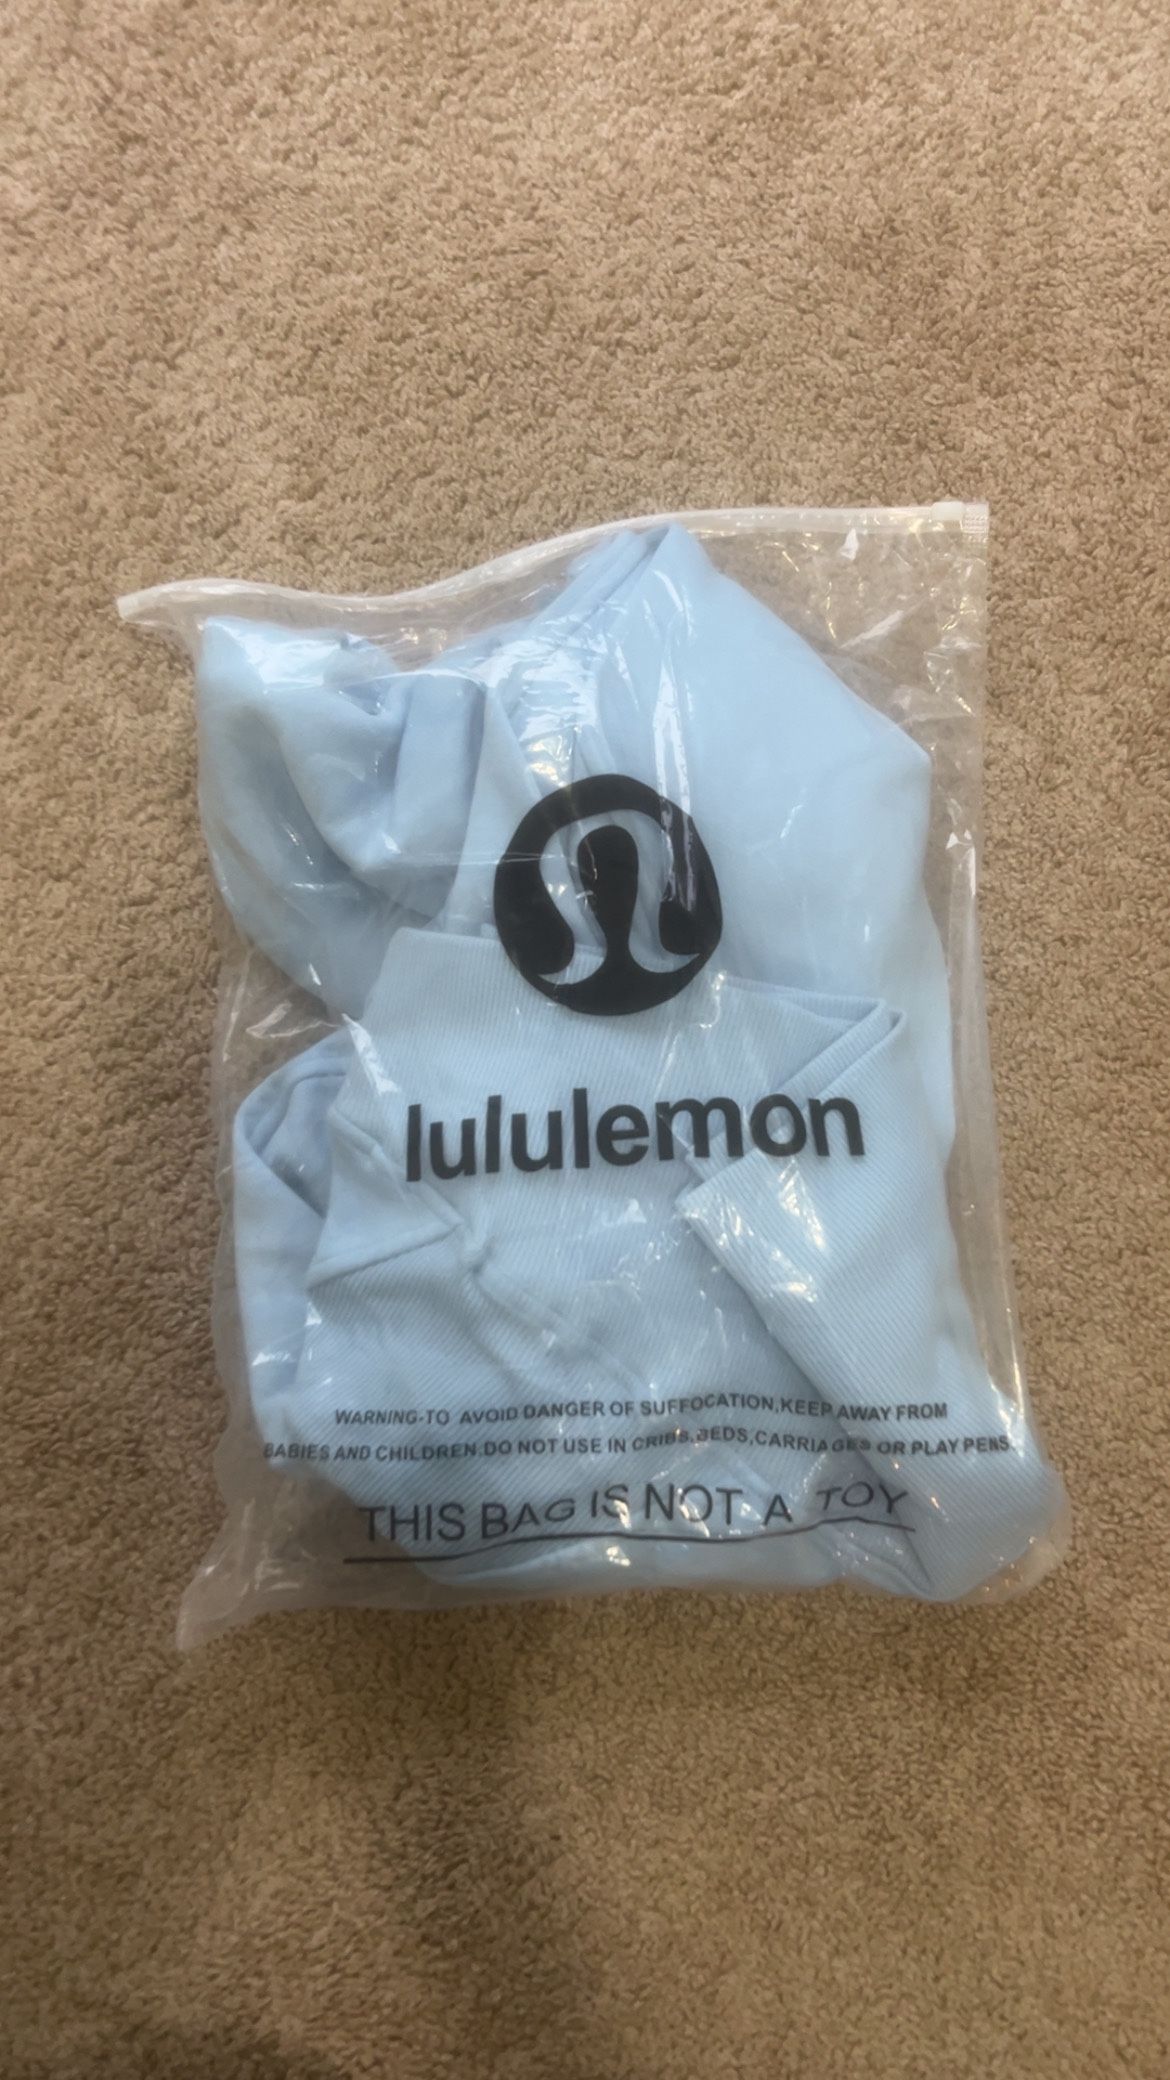 lululemon
WARNING-TO AVOID DANGER OF SUFFOCATION,KEEP AWAY FROM
BABIES AND CHILDREN.DO NOT USE IN CRIBS,BEDS,CARRIAGES OR PLAY PENS.
THIS BAG IS NOT A TOY